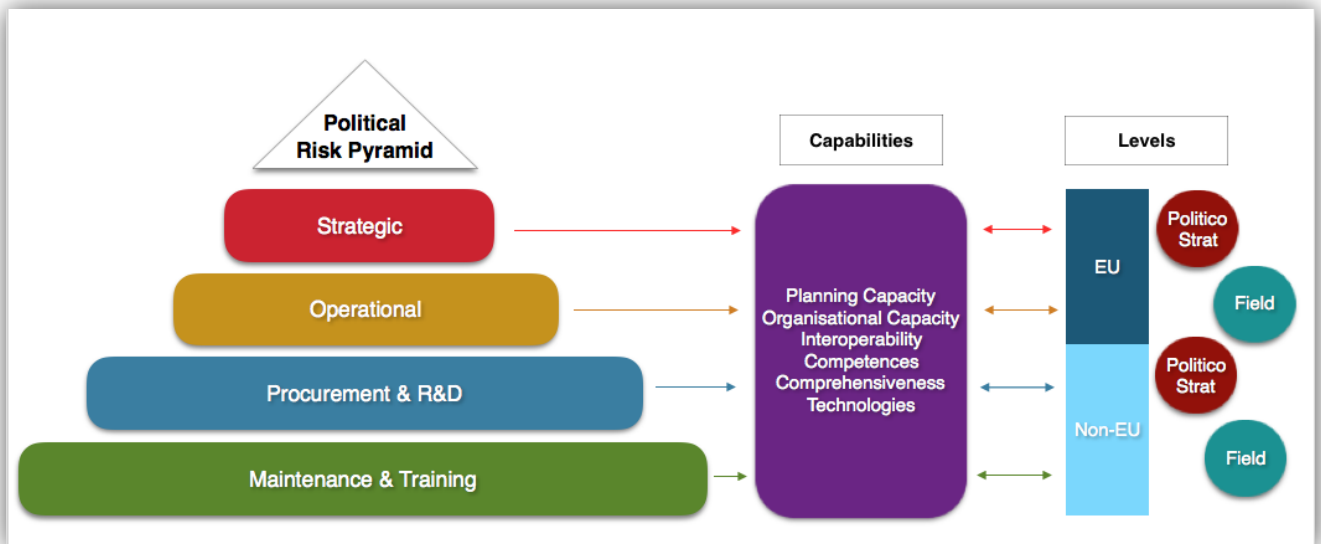 Political
Risk Pyramid
Capabilities
Levels
Strategic
Operational
Procurement & R&D
Maintenance & Training
Planning Capacity
Organisational Capacity
Interoperability
Competences
Comprehensiveness
Technologies
EU
Non-EU
Politico
Strat
Field
Politico
Strat
Field